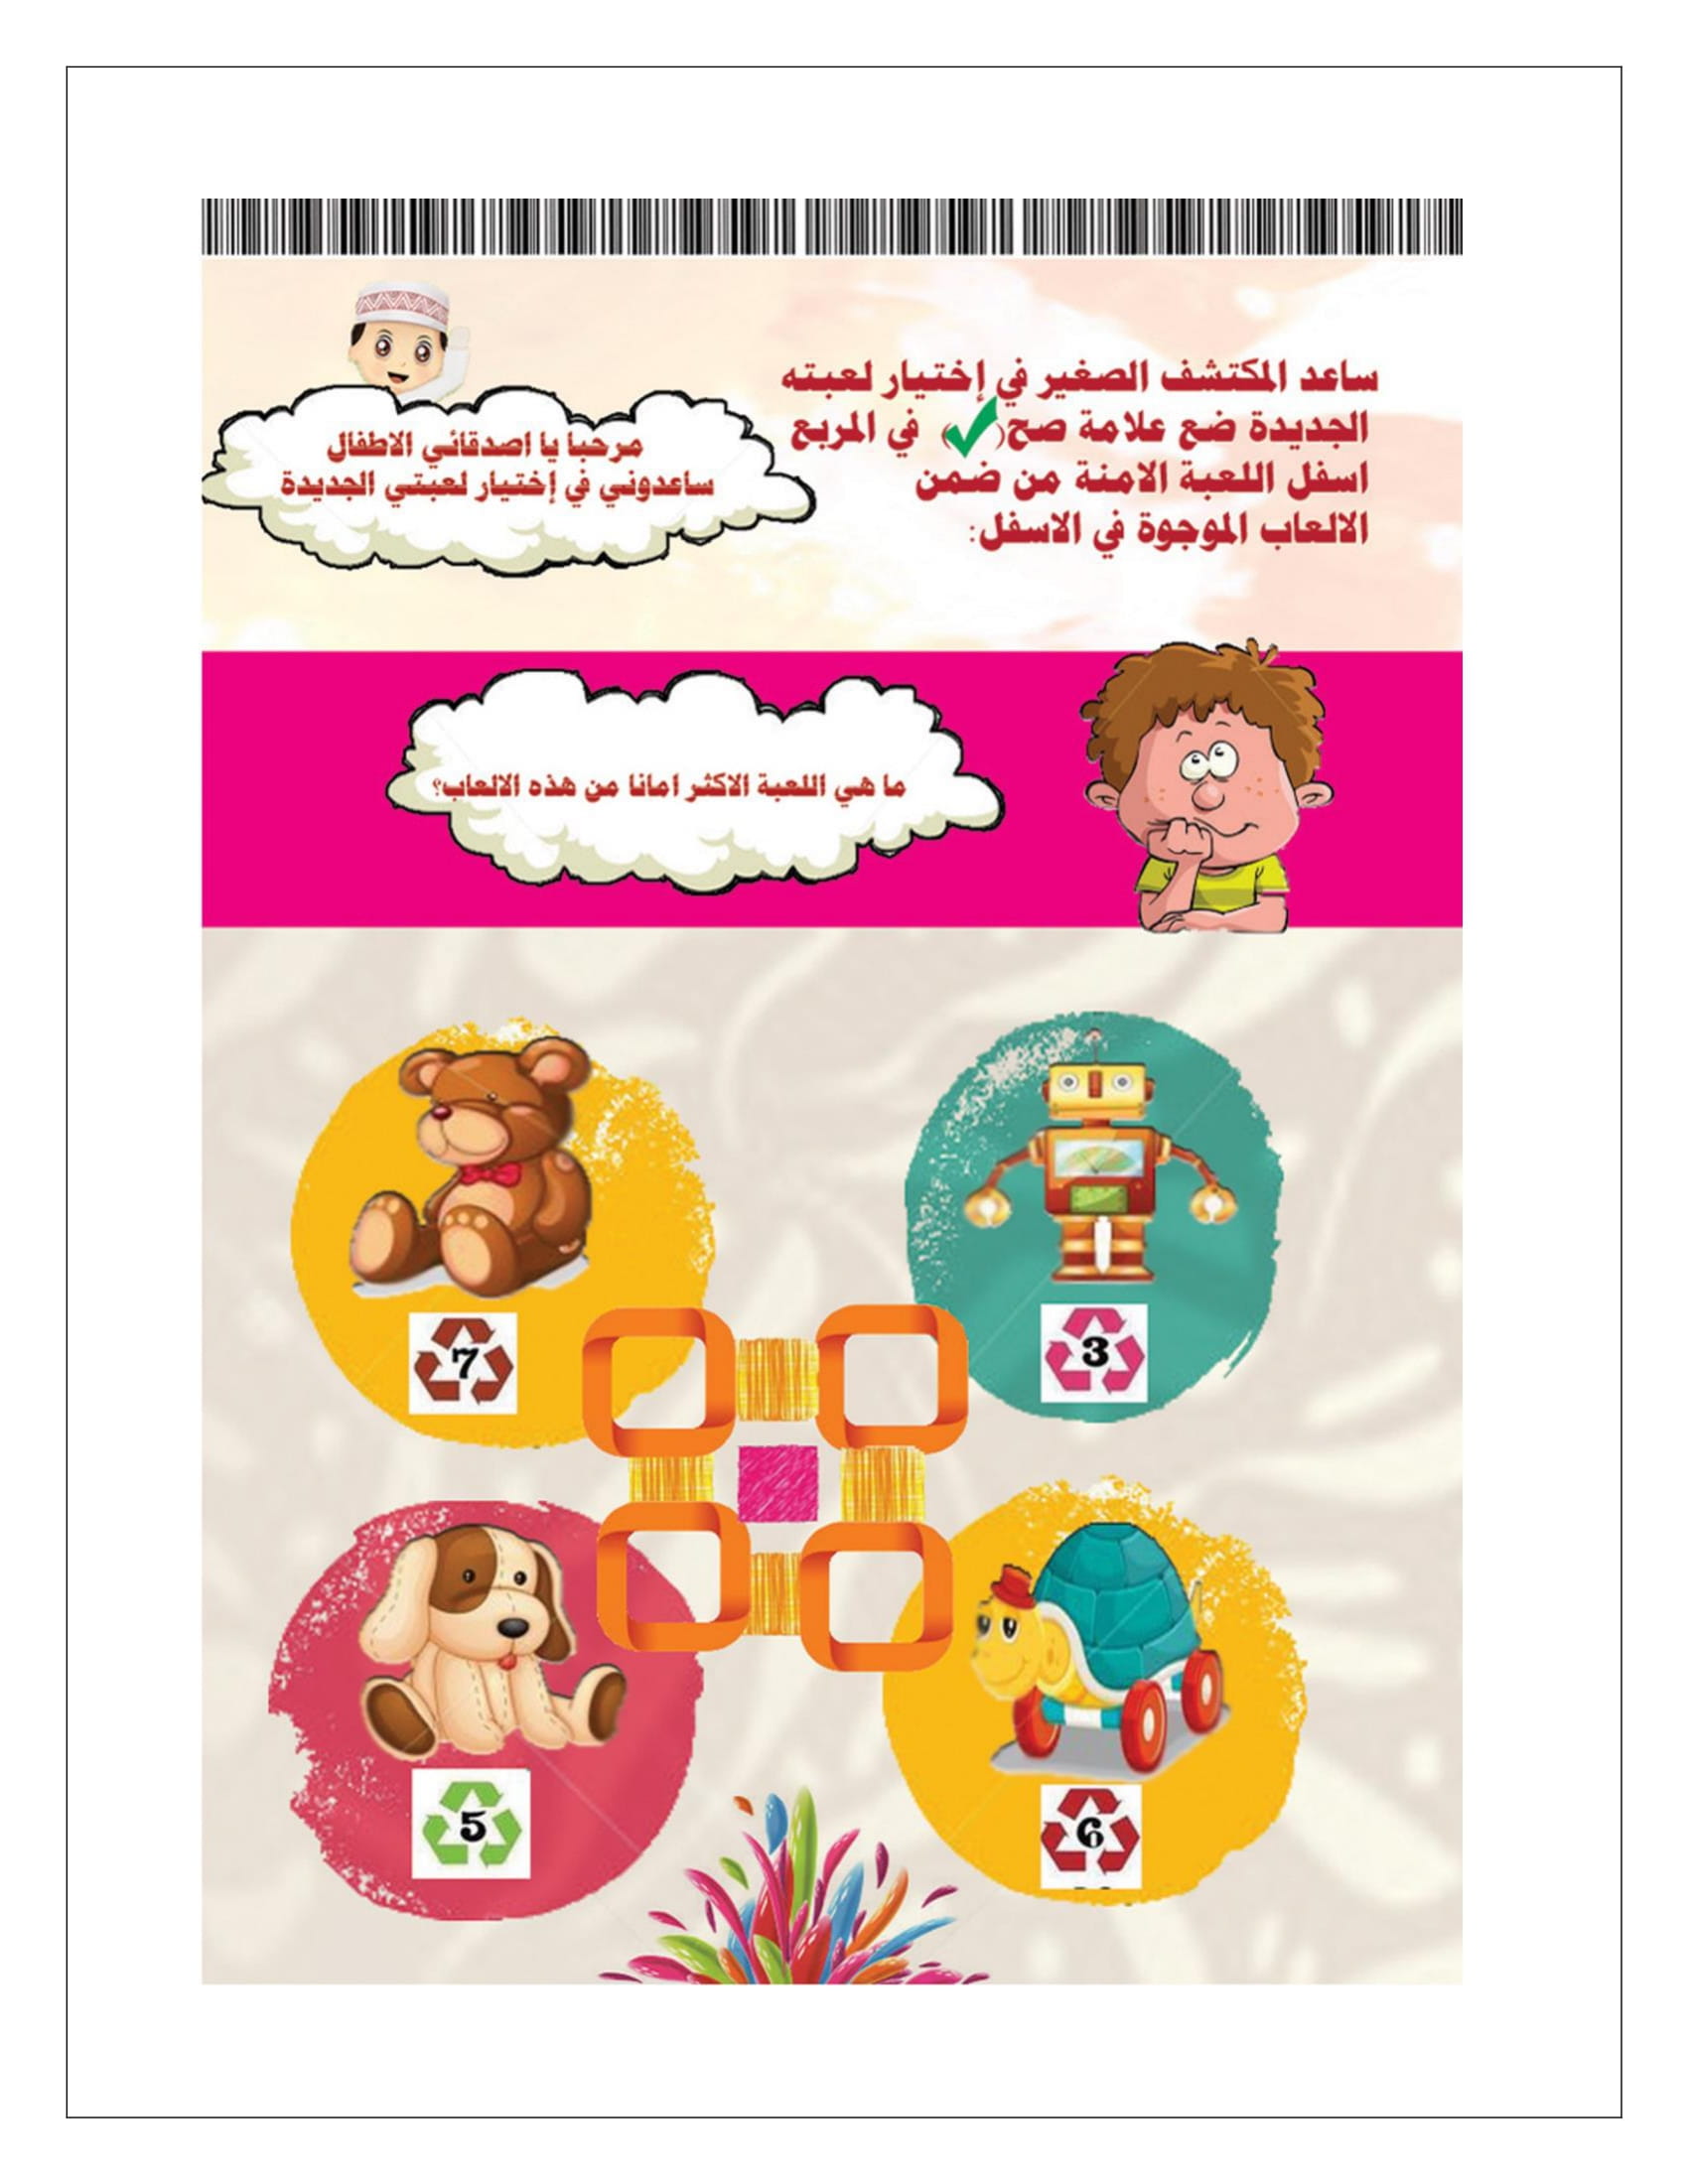 ساعد المكتشف الصغير في إختيار لعبته
الجديدة ضع علامة صح(✓) في المربع
اسفل اللعبة الامنة من ضمن
الالعاب الموجوة في الاسفل:
مرحبا يا اصدقائي الاطفال
ساعدوني في إختيار لعبتي الجديدة
ما هي اللعبة الاكثر امانا من هذه الالعاب؟
3
7
6
5